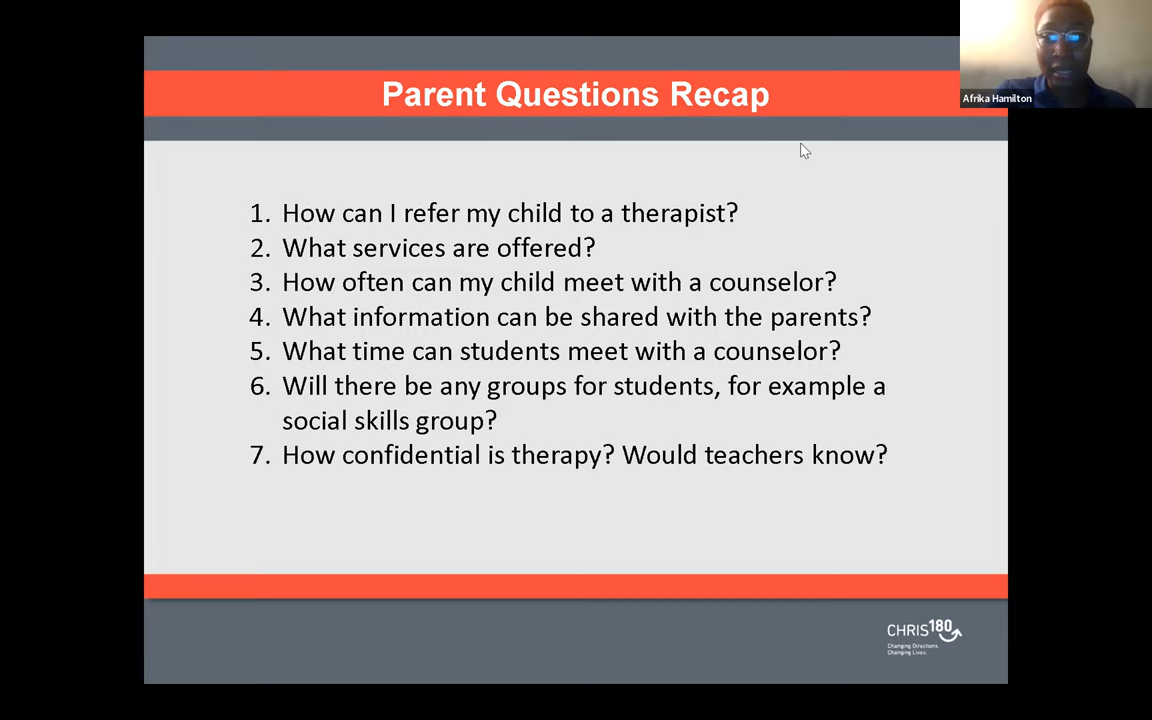 Parent Questions Recap
Afrika Hamilton
1. How can I refer my child to a therapist?
2. What services are offered?
3. How often can my child meet with a counselor?
4. What information can be shared with the parents?
5. What time can students meet with a counselor?
6. Will there be any groups for students, for example a
social skills group?
7. How confidential is therapy? Would teachers know?
CHRIS180
Changing Directions.
Changing Lives.